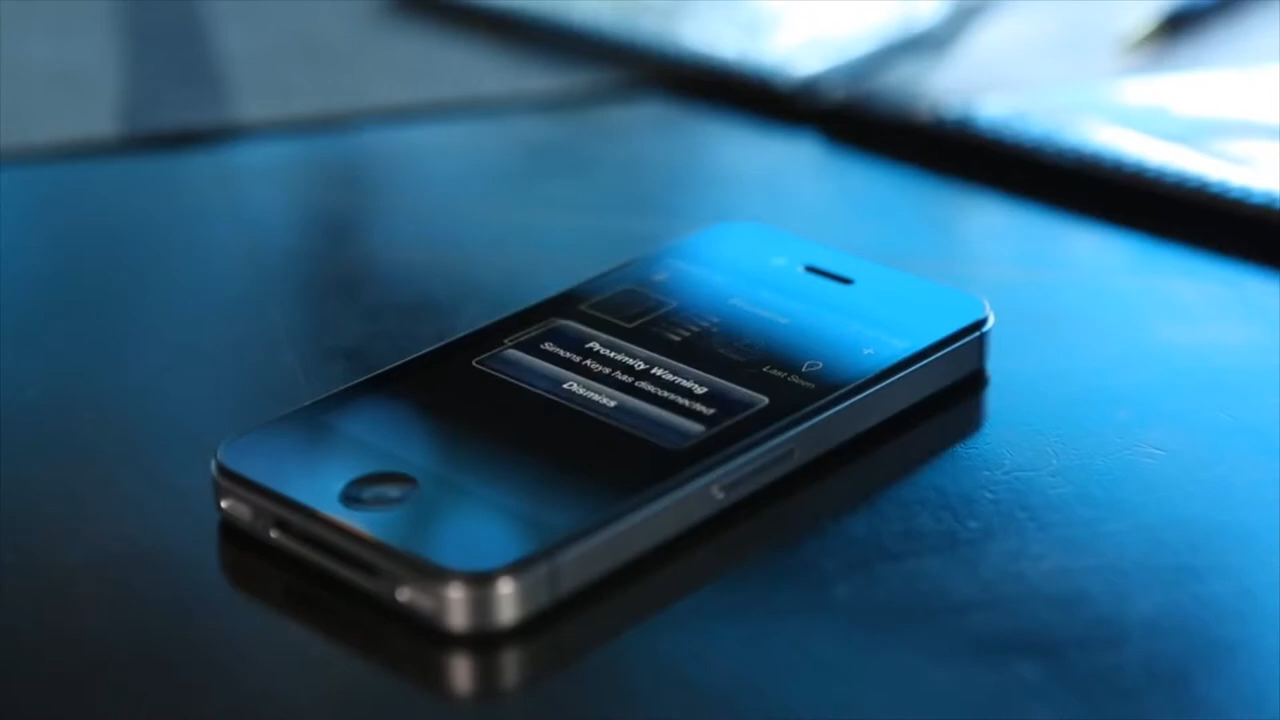 Proximity Warning
Simons Keys has disconnected
Dismiss
Last Seen